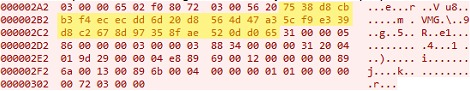 000002A2 03 00 00 65 02 f0 80 72 03 00 56 20 75 38 d8 cb ...e...r ..V u8..
000002B2 b3 f4 ec ec dd 6d 20 d8 56 4d 47 a3 5c f9 e3 39 .....m . VMG.\..9
000002C2 d8 c2 67 8d 97 35 8f ae 52 0d d7 65 31 00 00 05 ..g..5.. R..e1...
000002D2 86 00 00 00 03 00 03 00 88 34 00 00 00 31 20 04 ........ .4...1 .
000002E2 01 9d 29 00 00 04 e8 89 69 00 12 00 00 00 00 89 ..)..... i.......
000002F2 6a 00 13 00 89 6b 00 04 00 00 00 01 01 00 00 00 j....k.. ........
00000302 00 72 03 00 00 .r...